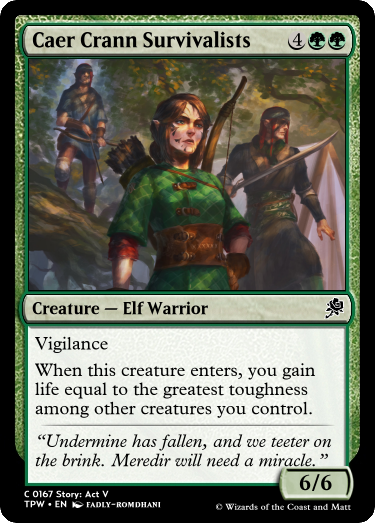 Caer Crann Survivalists 4
Creature — Elf Warrior
Vigilance
When this creature enters, you gain
life equal to the greatest toughness
among other creatures you control.
“Undermine has fallen, and we teeter on
the brink. Meredir will need a miracle.”
6/6
C 0167 Story: Act V
TPW • EN FADLY-ROMDHANI
© Wizards of the Coast and Matt